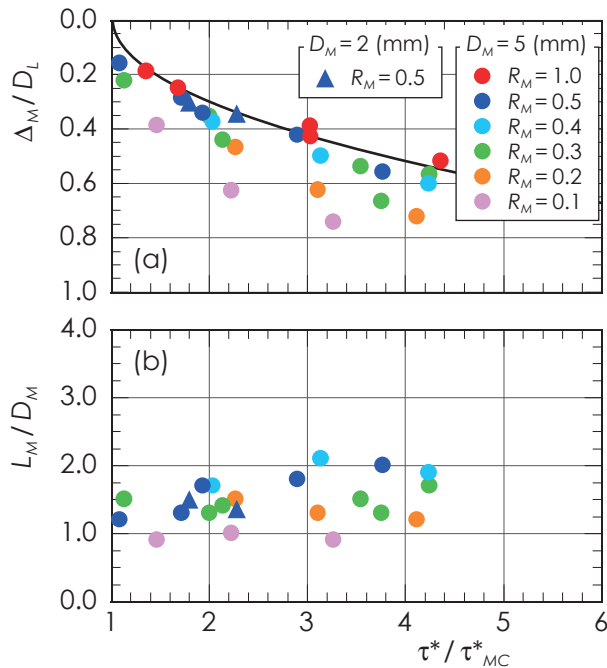 0.0
0.2
0.4
0.6
0.8
1.0
Δ_M / D_L
(a)
D_M = 2 (mm)
R_M = 0.5
D_M = 5 (mm)
R_M = 1.0
R_M = 0.5
R_M = 0.4
R_M = 0.3
R_M = 0.2
R_M = 0.1
4.0
3.0
2.0
1.0
0.0
L_M / D_M
(b)
1 2 3 4 5 6
τ* / τ*_MC